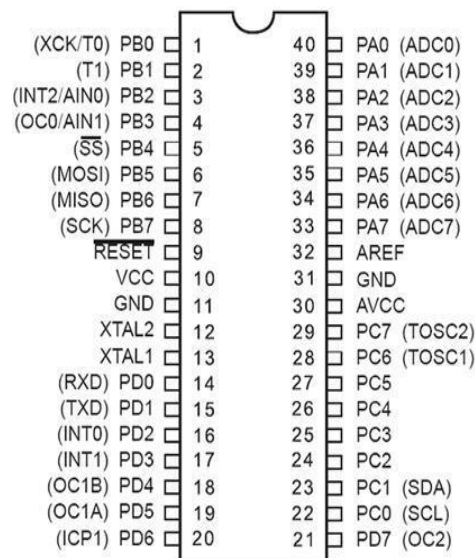 (XCK/T0) PB0 1 40 PA0 (ADC0)
(T1) PB1 2 39 PA1 (ADC1)
(INT2/AIN0) PB2 3 38 PA2 (ADC2)
(OC0/AIN1) PB3 4 37 PA3 (ADC3)
(SS) PB4 5 36 PA4 (ADC4)
(MOSI) PB5 6 35 PA5 (ADC5)
(MISO) PB6 7 34 PA6 (ADC6)
(SCK) PB7 8 33 PA7 (ADC7)
RESET 9 32 AREF
VCC 10 31 GND
GND 11 30 AVCC
XTAL2 12 29 PC7 (TOSC2)
XTAL1 13 28 PC6 (TOSC1)
(RXD) PD0 14 27 PC5
(TXD) PD1 15 26 PC4
(INT0) PD2 16 25 PC3
(INT1) PD3 17 24 PC2
(OC1B) PD4 18 23 PC1 (SDA)
(OC1A) PD5 19 22 PC0 (SCL)
(ICP1) PD6 20 21 PD7 (OC2)